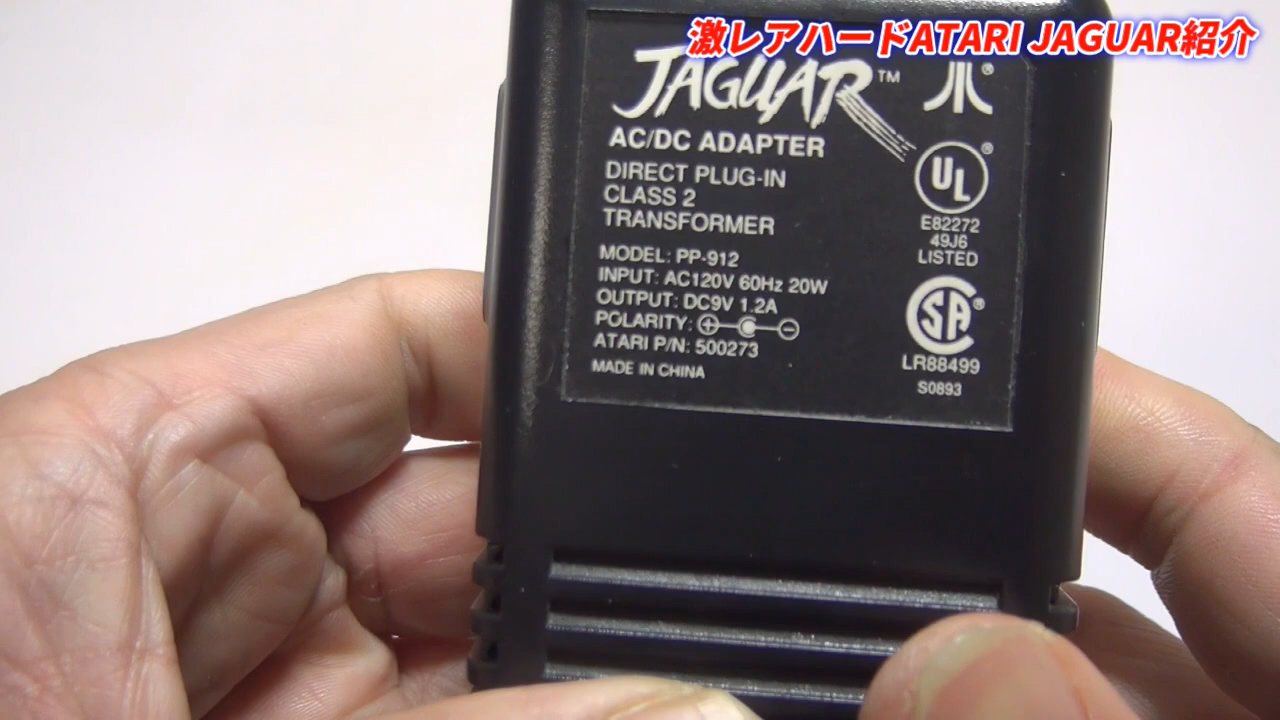 激レアハードATARI JAGUAR紹介
JAGUAR™
®
AC/DC ADAPTER
DIRECT PLUG-IN
CLASS 2
TRANSFORMER
MODEL: PP-912
INPUT: AC120V 60Hz 20W
OUTPUT: DC9V 1.2A
POLARITY: + −
ATARI P/N: 500273
MADE IN CHINA
UL®
E82272
49J6
LISTED
SA®
LR88499
S0893